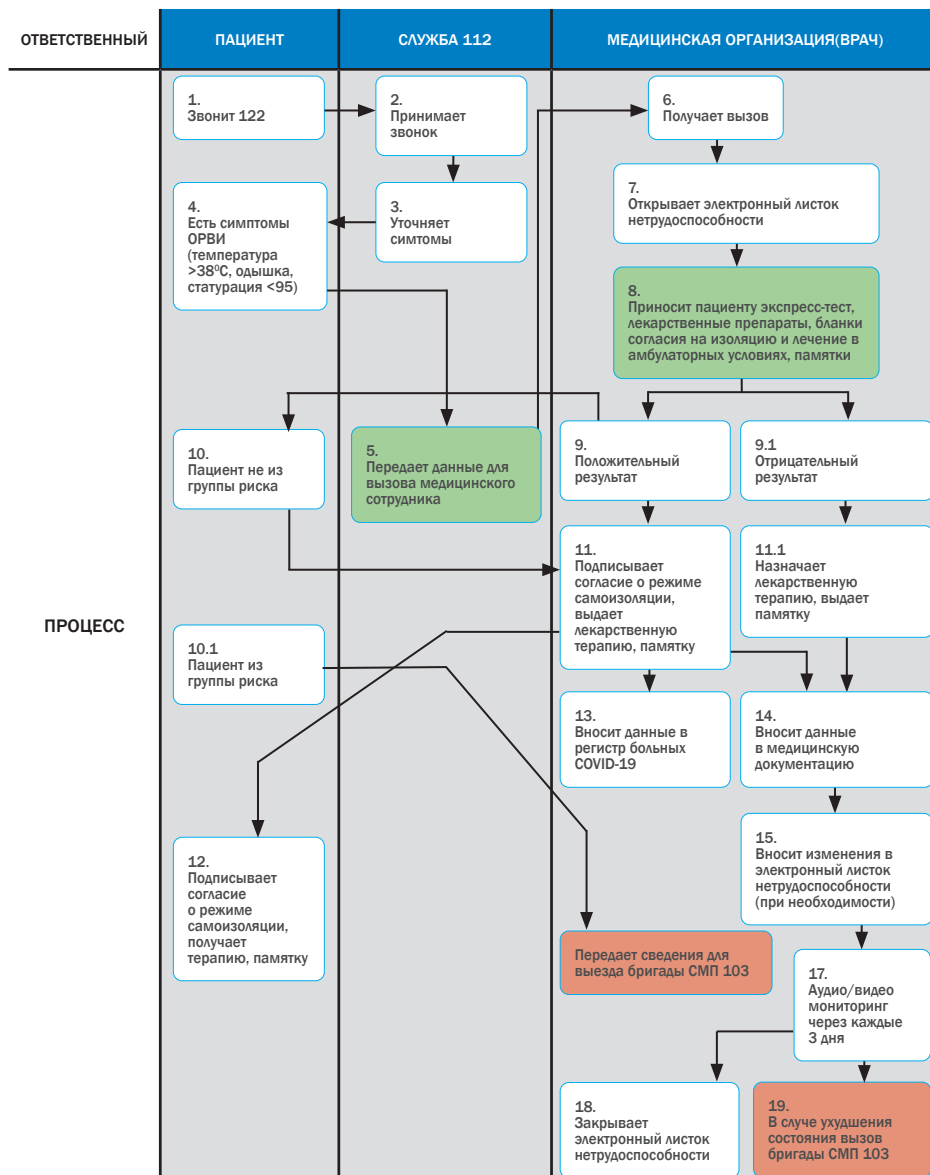 ОТВЕТСТВЕННЫЙ
ПАЦИЕНТ
СЛУЖБА 112
МЕДИЦИНСКАЯ ОРГАНИЗАЦИЯ(ВРАЧ)
ПРОЦЕСС
1.
Звонит 122
2.
Принимает
звонок
6.
Получает вызов
4.
Есть симптомы
ОРВИ
(температура
>38⁰С, одышка,
статурация <95)
3.
Уточняет
симтомы
7.
Открывает электронный листок
нетрудоспособности
8.
Приносит пациенту экспресс-тест,
лекарственные препараты, бланки
согласия на изоляцию и лечение в
амбулаторных условиях, памятки
10.
Пациент не из
группы риска
5.
Передает данные для
вызова медицинского
сотрудника
9.
Положительный
результат
9.1
Отрицательный
результат
11.
Подписывает
согласие о режиме
самоизоляции,
выдает
лекарственную
терапию, памятку
11.1
Назначает
лекарственную
терапию, выдает
памятку
10.1
Пациент из
группы риска
13.
Вносит данные в
регистр больных
COVID-19
14.
Вносит данные
в медицинскую
документацию
12.
Подписывает
согласие
о режиме
самоизоляции,
получает
терапию, памятку
15.
Вносит изменения в
электронный листок
нетрудоспособности
(при необходимости)
Передает сведения для
выезда бригады СМП 103
17.
Аудио/видео
мониторинг
через каждые
3 дня
18.
Закрывает
электронный листок
нетрудоспособности
19.
В случе ухудшения
состояния вызов
бригады СМП 103